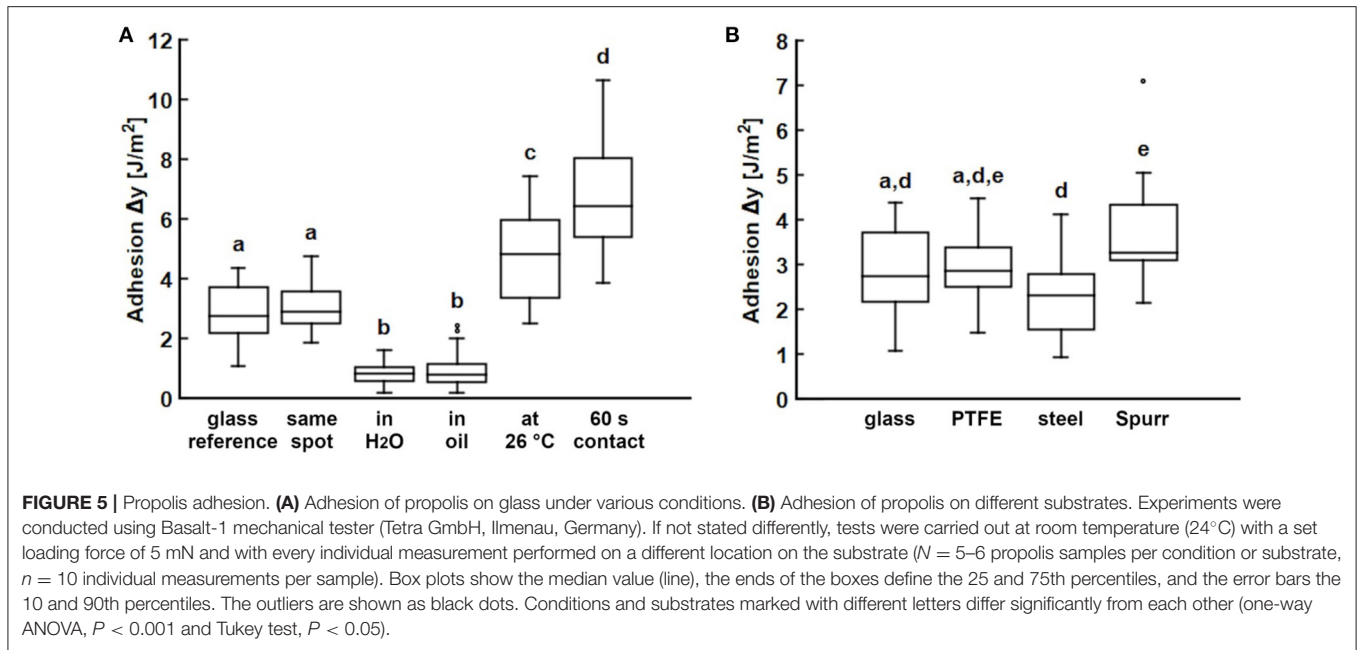 A
12
10
8
6
4
2
0
Adhesion Δy [J/m²]
a
a
b
b
c
d
glass reference
same spot
in H2O
in oil
at 26 °C
60 s contact
B
8
7
6
5
4
3
2
1
0
Adhesion Δy [J/m²]
a,d
a,d,e
d
e
glass
PTFE
steel
Spurr
FIGURE 5 | Propolis adhesion. (A) Adhesion of propolis on glass under various conditions. (B) Adhesion of propolis on different substrates. Experiments were
conducted using Basalt-1 mechanical tester (Tetra GmbH, Ilmenau, Germany). If not stated differently, tests were carried out at room temperature (24°C) with a set
loading force of 5 mN and with every individual measurement performed on a different location on the substrate (N = 5–6 propolis samples per condition or substrate,
n = 10 individual measurements per sample). Box plots show the median value (line), the ends of the boxes define the 25 and 75th percentiles, and the error bars the
10 and 90th percentiles. The outliers are shown as black dots. Conditions and substrates marked with different letters differ significantly from each other (one-way
ANOVA, P < 0.001 and Tukey test, P < 0.05).